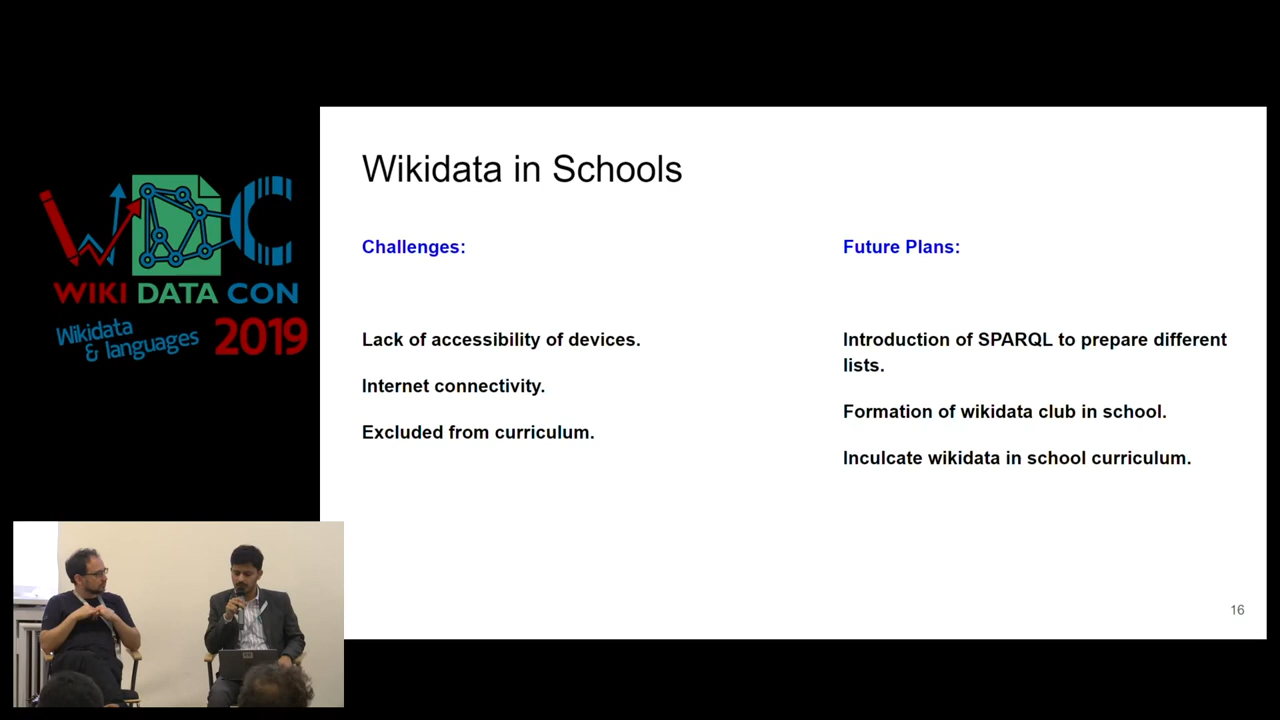 WDC
WIKI DATA CON
Wikidata
& languages 2019
Wikidata in Schools
Challenges:
Lack of accessibility of devices.
Internet connectivity.
Excluded from curriculum.
Future Plans:
Introduction of SPARQL to prepare different
lists.
Formation of wikidata club in school.
Inculcate wikidata in school curriculum.
16